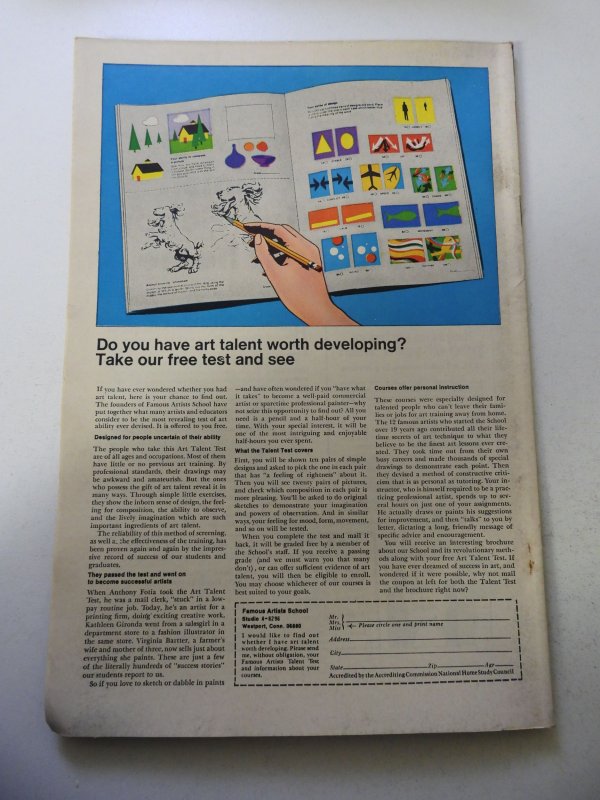 Your sense of design
Your ability to compose
a picture
Do you have art talent worth developing?
Take our free test and see
If you have ever wondered whether you had
art talent, here is your chance to find out.
The founders of Famous Artists School have
put together what many artists and educators
consider to be the most revealing test of art
ability ever devised. It is offered to you free.
Designed for people uncertain of their ability
The people who take this Art Talent Test
are of all ages and occupations. Most of them
have little or no previous art training. By
professional standards, their drawings may
be awkward and amateurish. But the ones
who possess the gift of art talent reveal it in
many ways. Through simple little exercises,
they show the inborn sense of design, the feel-
ing for composition, the ability to observe,
and the lively imagination which are such
important ingredients of art talent.
The reliability of this method of screening,
as well as the effectiveness of the training, has
been proven again and again by the impres-
sive record of success of our students and
graduates.
They passed the test and went on
to become successful artists
When Anthony Fotia took the Art Talent
Test, he was a mail clerk, "stuck" in a low-
pay routine job. Today, he's an artist for a
printing firm, doing exciting creative work.
Kathleen Gironda went from a salesgirl in a
department store to a fashion illustrator in
the same store. Virginia Bartter, a farmer's
wife and mother of three, now sells just about
everything she paints. These are just a few
of the literally hundreds of "success stories"
our students report to us.
So if you love to sketch or dabble in paints
—and have often wondered if you "have what
it takes" to become a well-paid commercial
artist or sparetime professional painter—why
not seize this opportunity to find out? All you
need is a pencil and a half-hour of your
time. With your special interest, it will be
one of the most intriguing and enjoyable
half-hours you ever spent.
What the Talent Test covers
First, you will be shown ten pairs of simple
designs and asked to pick the one in each pair
that has "a feeling of rightness" about it.
Then you will see twenty pairs of pictures,
and check which composition in each pair is
more pleasing. You'll be asked to do original
sketches to demonstrate your imagination
and powers of observation. And in similar
ways, your feeling for mood, form, movement,
and so on will be tested.
When you complete the test and mail it
back, it will be graded free by a member of
the School's staff. If you receive a passing
grade (and we must warn you that many
don't), or can offer sufficient evidence of art
talent, you will then be eligible to enroll.
You may choose whichever of our courses is
best suited to your goals.
Courses offer personal instruction
These courses were especially designed for
talented people who can't leave their fami-
lies or jobs for art training away from home.
The 12 famous artists who started the School
over 19 years ago contributed all their life-
time secrets of art technique to what they
believe to be the finest art lessons ever cre-
ated. They took time out from their own
busy careers and made thousands of special
drawings to demonstrate each point. Then
they devised a method of constructive criti-
cism that is as personal as tutoring. Your in-
structor, who is himself required to be a prac-
ticing professional artist, spends up to sev-
eral hours on just one of your assignments.
He actually draws or paints his suggestions
for improvement, and then "talks" to you by
letter, dictating a long, friendly message of
specific advice and encouragement.
You will receive an interesting brochure
about our School and its revolutionary meth-
ods along with your free Art Talent Test. If
you have ever dreamed of success in art, and
wondered if it were possible, why not mail
the coupon at left for both the Talent Test
and the brochure right now?
Famous Artists School
Westport, Conn. 06880
I would like to find out
whether I have art talent
worth developing. Please send
me, without obligation, your
Famous Artists Talent Test
and information about your
courses.
Mr.
Mrs.
Miss
Please circle one and print name
Address
City
State Zip Age
Accredited by the Accrediting Commission National Home Study Council